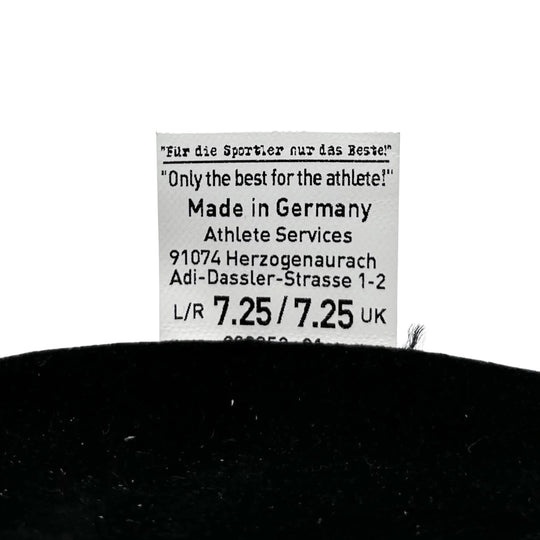 "Für die Sportler nur das Beste!"
"Only the best for the athlete!"
Made in Germany
Athlete Services
91074 Herzogenaurach
Adi-Dassler-Strasse 1-2
L/R 7.25/7.25 UK